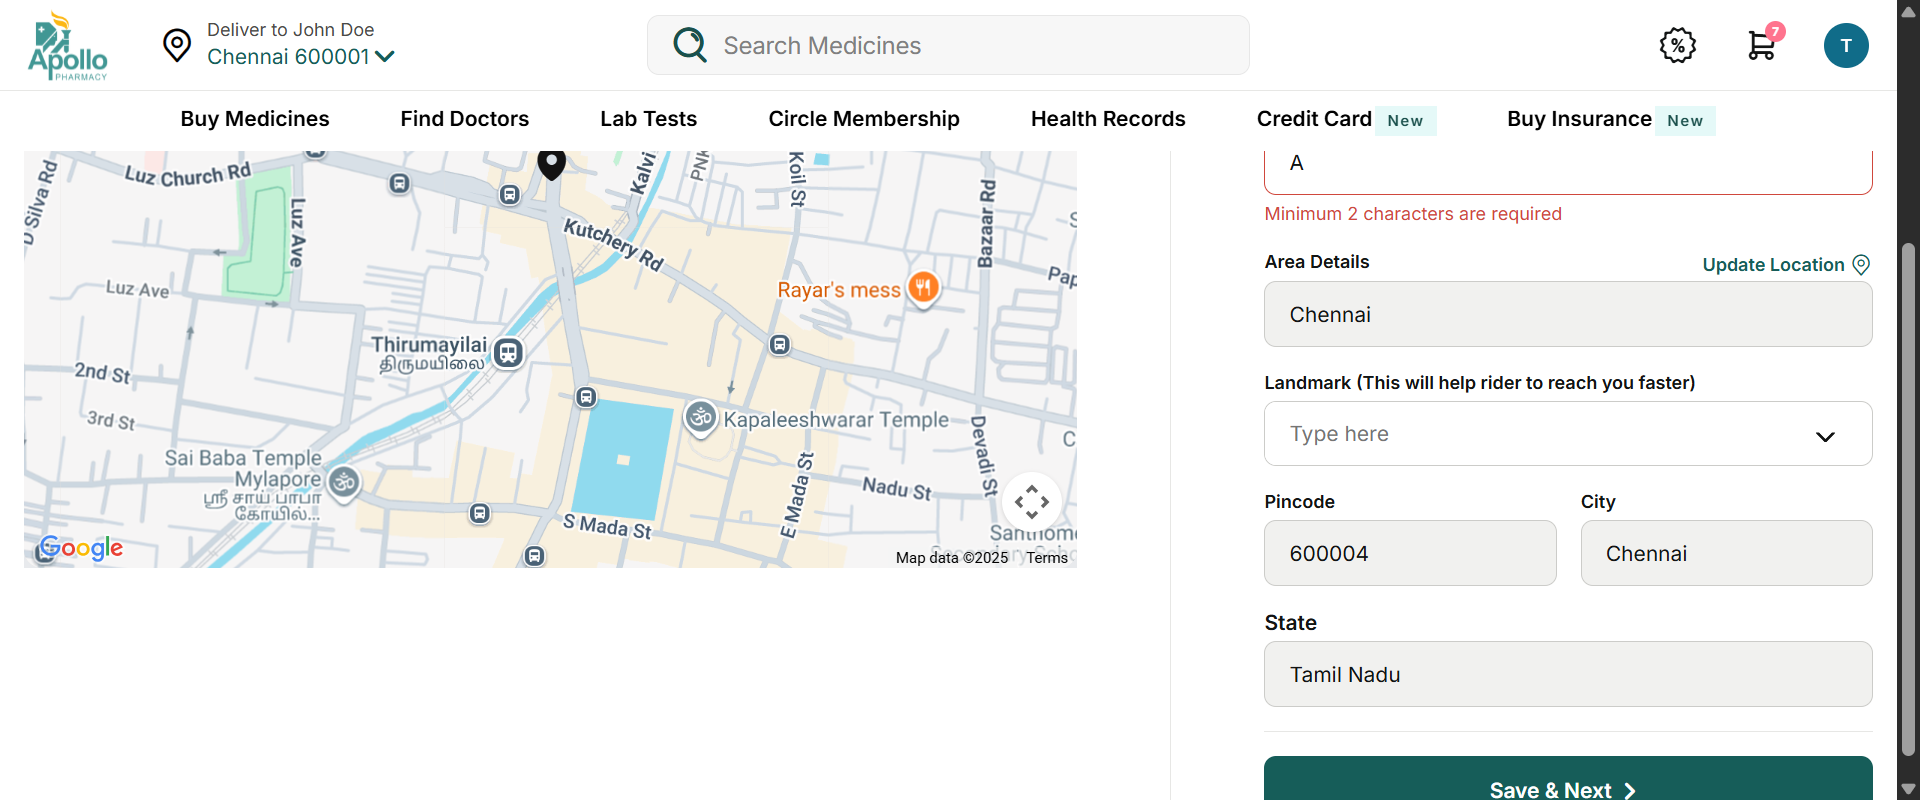 Apollo
PHARMACY
Deliver to John Doe
Chennai 600001
Search Medicines
7
T
Buy Medicines
Find Doctors
Lab Tests
Circle Membership
Health Records
Credit Card New
Buy Insurance New
D Silva Rd
Luz Church Rd
Luz Ave
Luz Ave
2nd St
3rd St
Kutchery Rd
Kalvi
PNK
Koil St
Bazaar Rd
Rayar's mess
Thirumayilai
திருமயிலை
Kapaleeshwarar Temple
Sai Baba Temple
Mylapore
ஸ்ரீ சாய் பாபா
கோயில்...
S Mada St
E Mada St
Nadu St
Devadi St
Google
Map data ©2025
Terms
A
Minimum 2 characters are required
Area Details
Update Location
Chennai
Landmark (This will help rider to reach you faster)
Type here
Pincode
City
600004
Chennai
State
Tamil Nadu
Save & Next